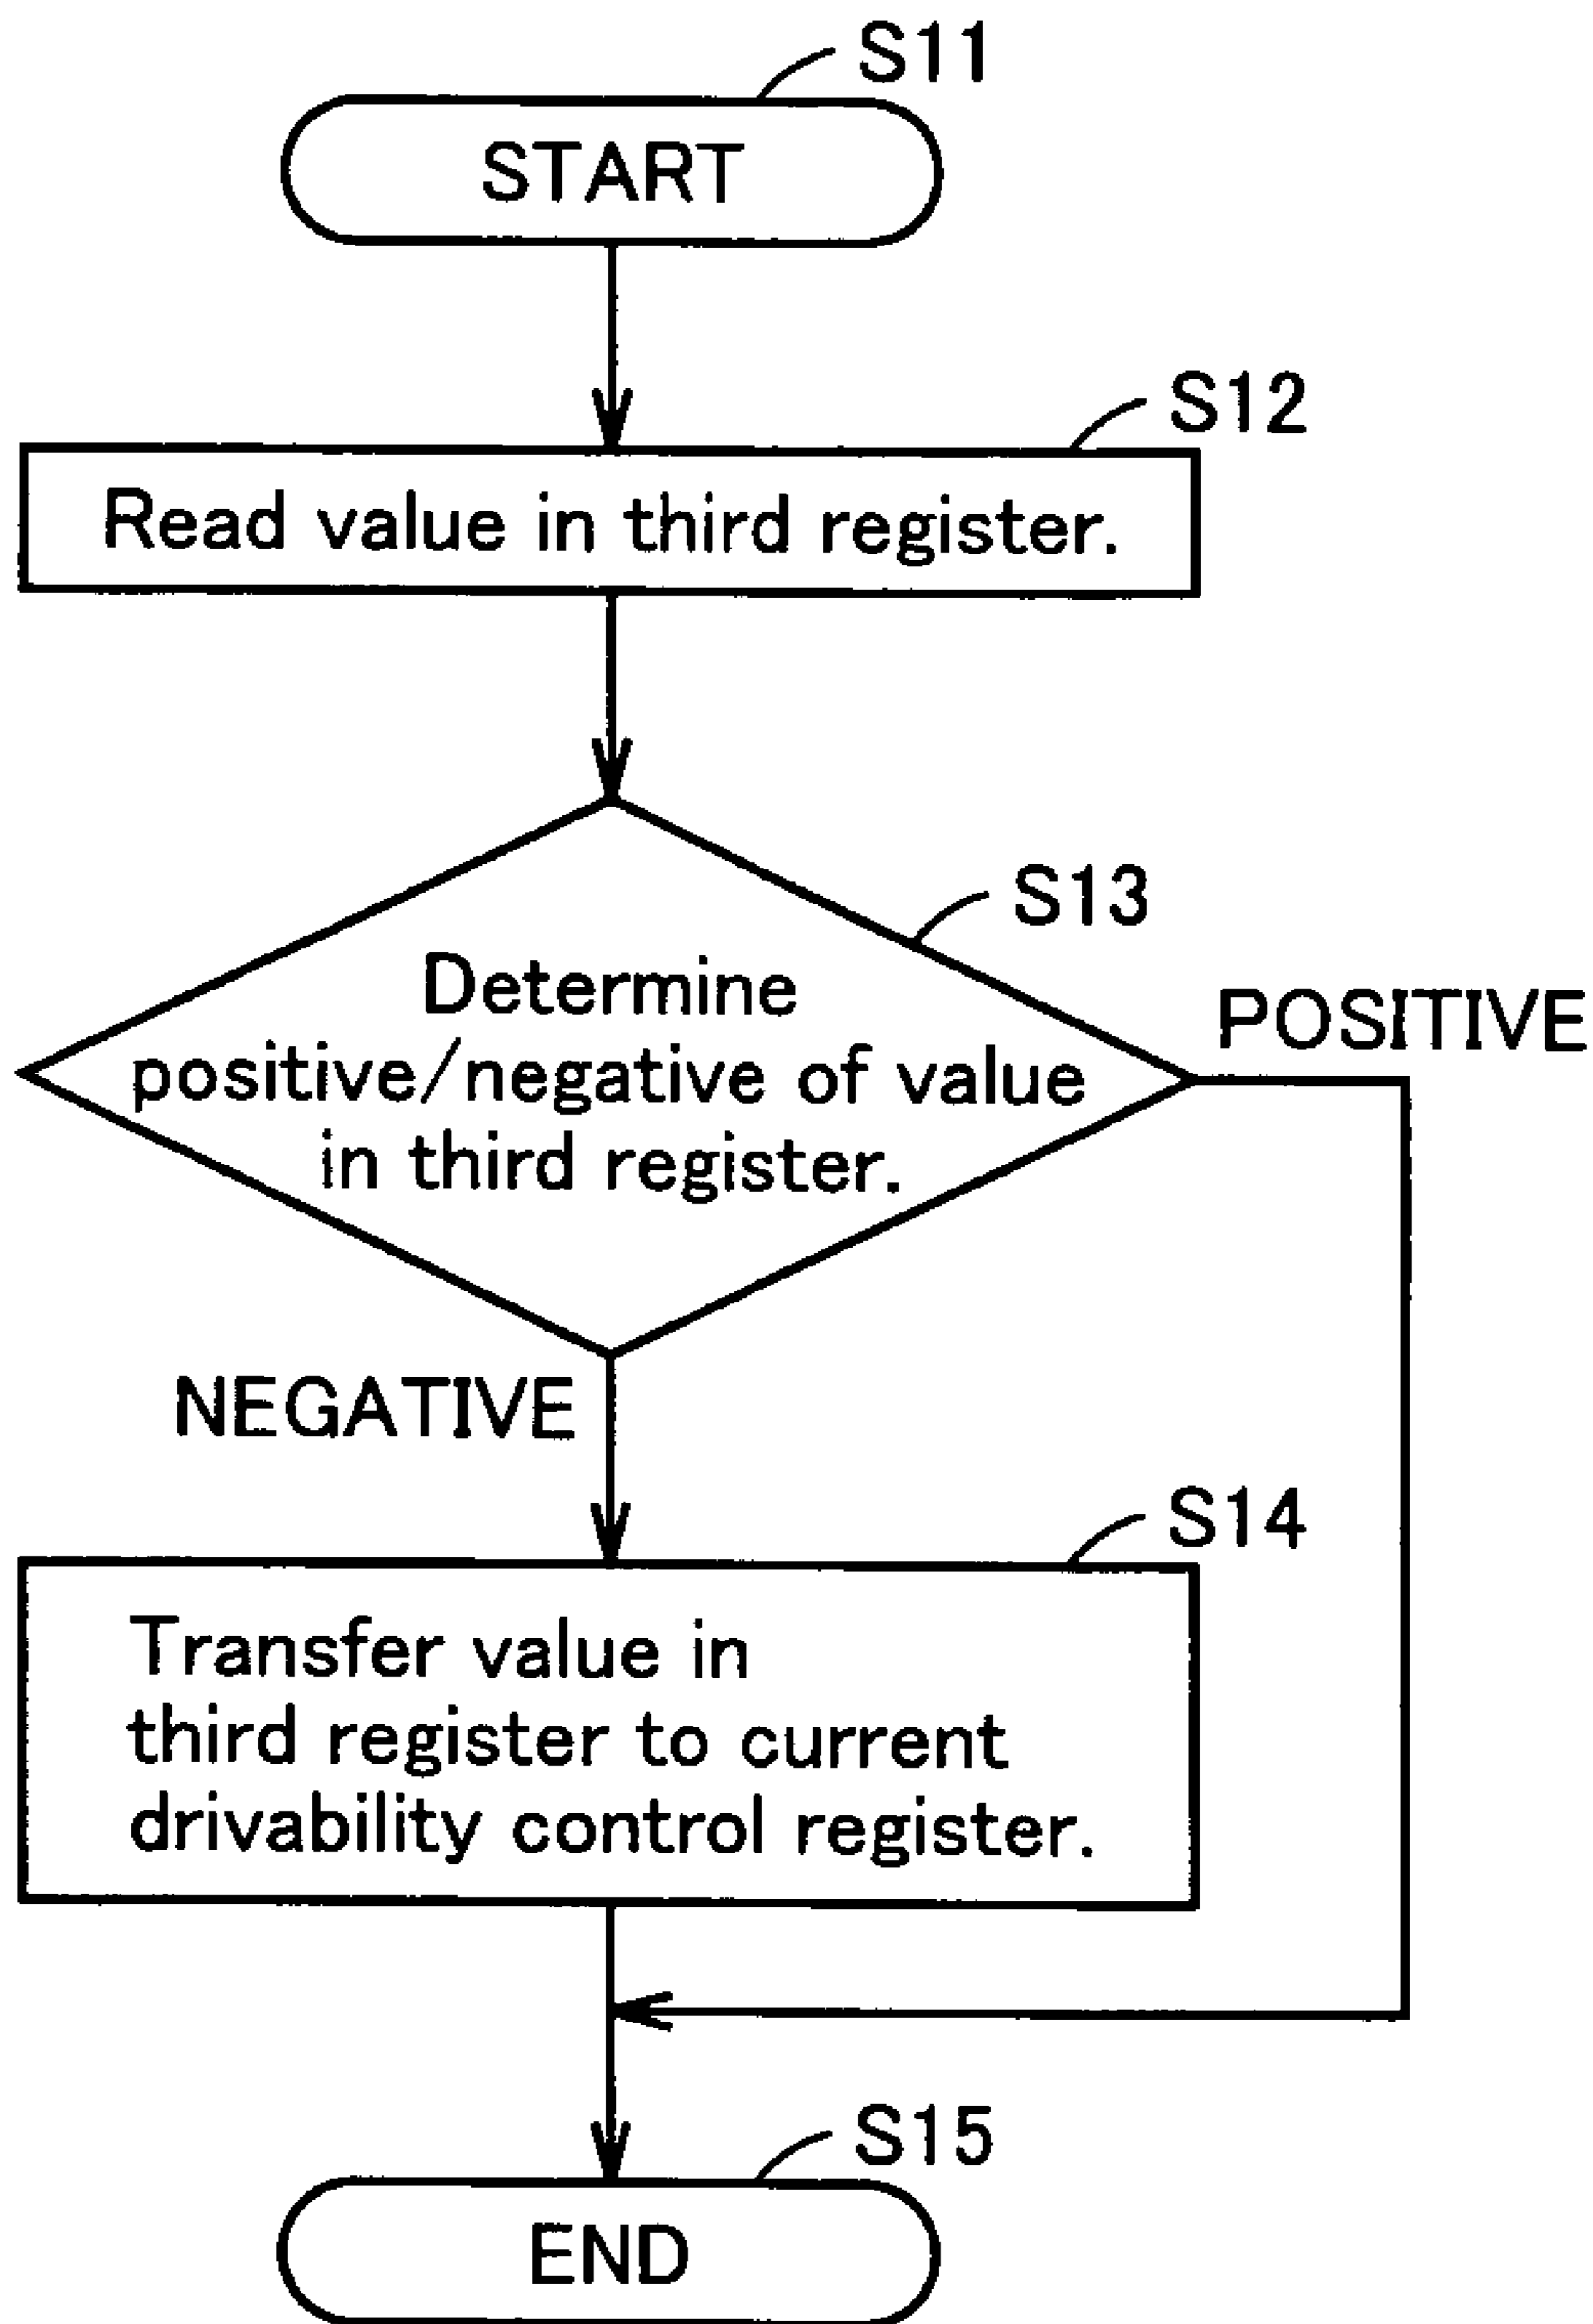 S11
START
S12
Read value in third register.
S13
Determine
positive/negative of value
in third register.
POSITIVE
NEGATIVE
S14
Transfer value in
third register to current
drivability control register.
S15
END